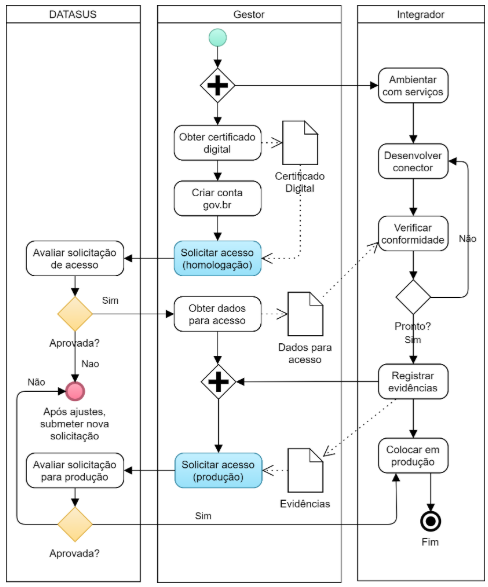 DATASUS
Gestor
Integrador
Ambientar
com serviços
Obter certificado
digital
Certificado
Digital
Desenvolver
conector
Criar conta
gov.br
Verificar
conformidade
Não
Avaliar solicitação
de acesso
Solicitar acesso
(homologação)
Sim
Obter dados
para acesso
Dados para
acesso
Aprovada?
Nao
Pronto?
Sim
Não
Registrar
evidências
Após ajustes,
submeter nova
solicitação
Avaliar solicitação
para produção
Solicitar acesso
(produção)
Evidências
Colocar em
produção
Sim
Aprovada?
Fim